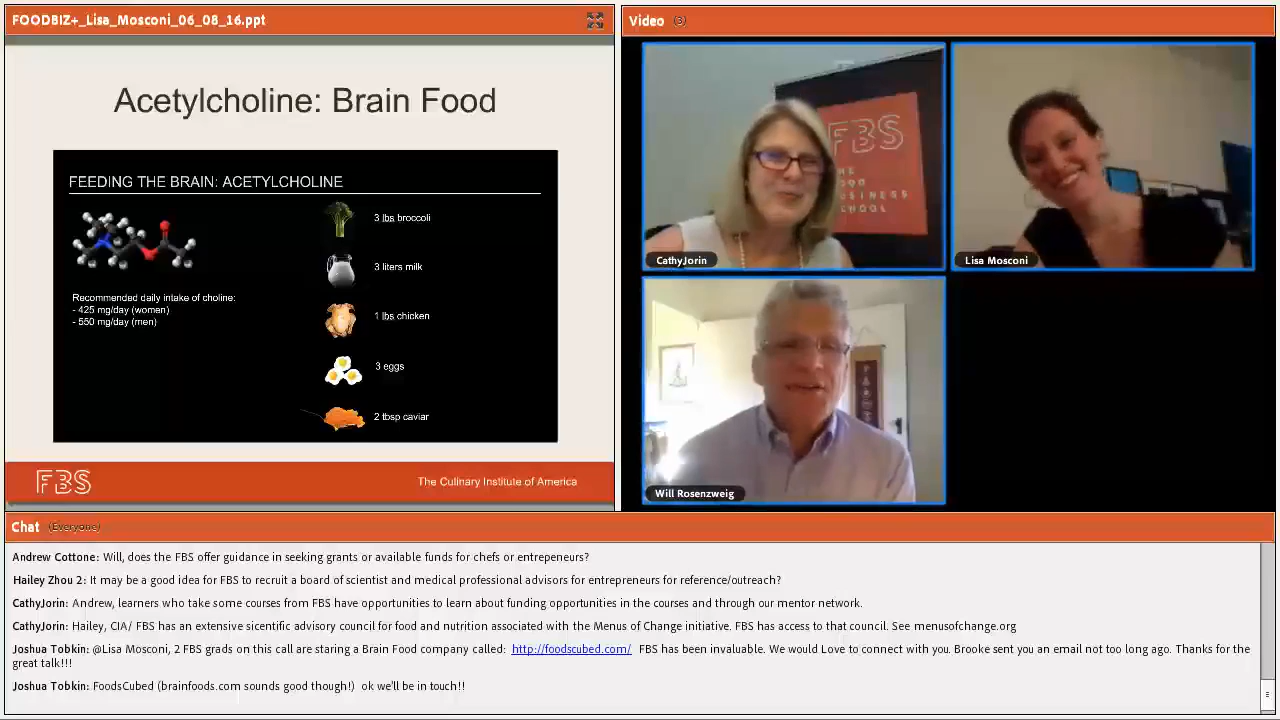 FOODBIZ+_Lisa_Mosconi_06_08_16.ppt
Acetylcholine: Brain Food
FEEDING THE BRAIN: ACETYLCHOLINE
3 lbs broccoli
3 liters milk
Recommended daily intake of choline:
- 425 mg/day (women)
- 550 mg/day (men)
1 lbs chicken
3 eggs
2 tbsp caviar
FBS
The Culinary Institute of America
Video (3)
FBS
HE
OOD
USINESS
CHOOL
CathyJorin
Lisa Mosconi
Will Rosenzweig
Chat (Everyone)
Andrew Cottone: Will, does the FBS offer guidance in seeking grants or available funds for chefs or entrepeneurs?
Hailey Zhou 2: It may be a good idea for FBS to recruit a board of scientist and medical professional advisors for entrepreneurs for reference/outreach?
CathyJorin: Andrew, learners who take some courses from FBS have opportunities to learn about funding opportunities in the courses and through our mentor network.
CathyJorin: Hailey, CIA/ FBS has an extensive sicentific advisory council for food and nutrition associated with the Menus of Change initiative. FBS has access to that council. See menusofchange.org
Joshua Tobkin: @Lisa Mosconi, 2 FBS grads on this call are staring a Brain Food company called: http://foodscubed.com/ FBS has been invaluable. We would Love to connect with you. Brooke sent you an email not too long ago. Thanks for the
great talk!!!
Joshua Tobkin: FoodsCubed (brainfoods.com sounds good though!) ok we'll be in touch!!